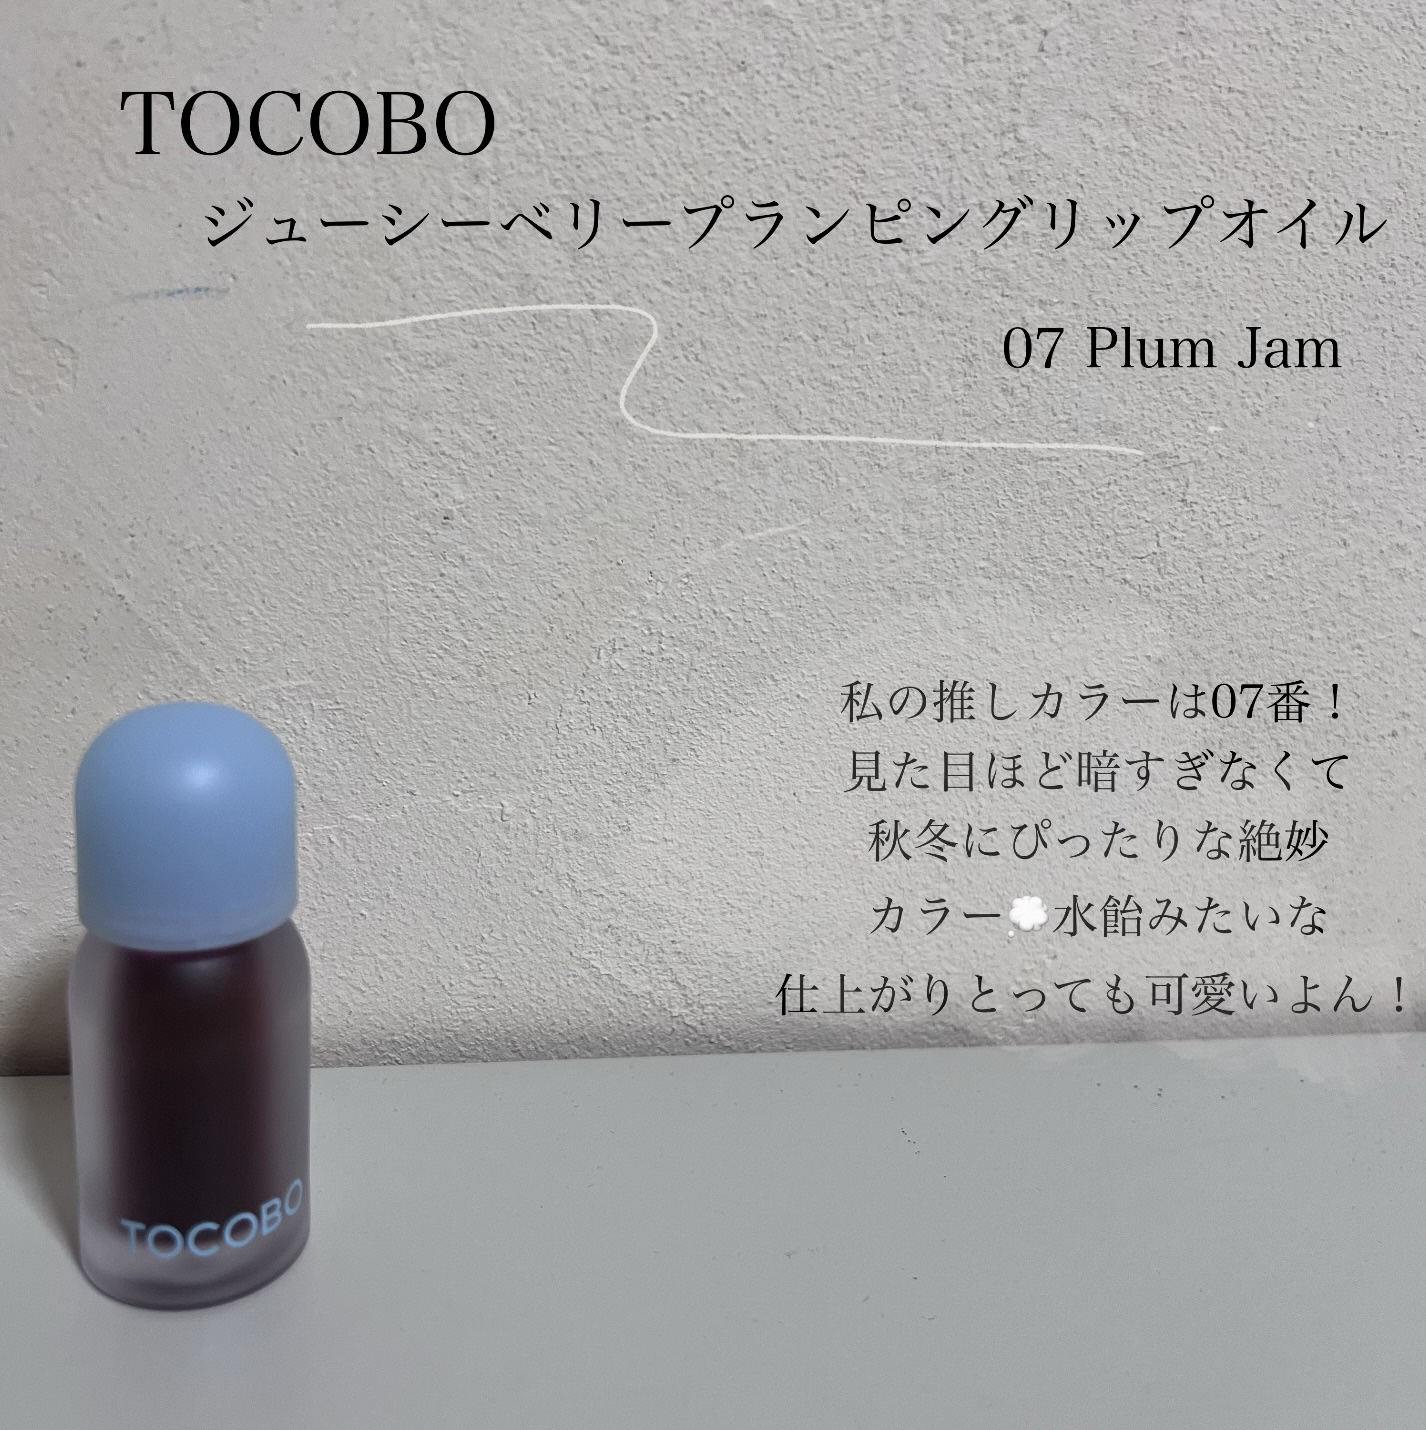 TOCOBO
ジューシーベリープランピングリップオイル
07 Plum Jam
私の推しカラーは07番！
見た目ほど暗すぎなくて
秋冬にぴったりな絶妙
カラー💭水飴みたいな
仕上がりとっても可愛いよん！
TOCOBO